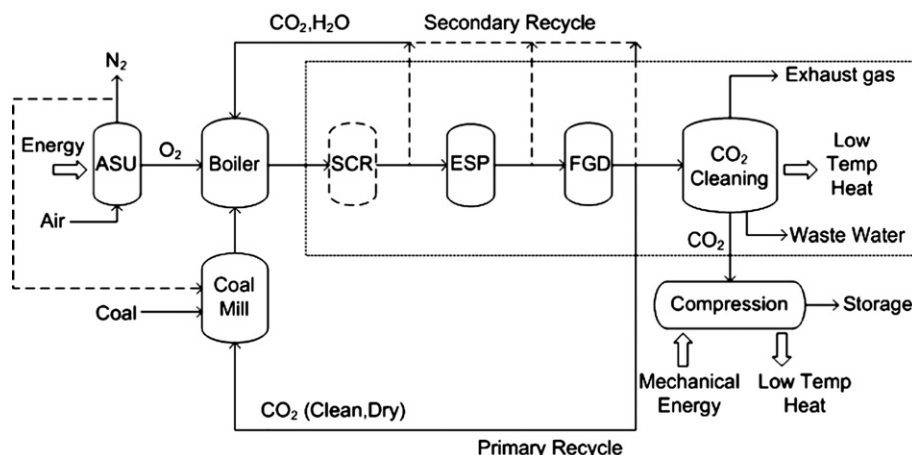 CO₂,H₂O
Secondary Recycle
N₂
Exhaust gas
Energy
ASU
O₂
Boiler
SCR
ESP
FGD
CO₂
Cleaning
Low
Temp
Heat
Air
CO₂
Waste Water
Coal
Mill
Coal
Compression
Storage
Mechanical
Energy
Low Temp
Heat
CO₂ (Clean,Dry)
Primary Recycle